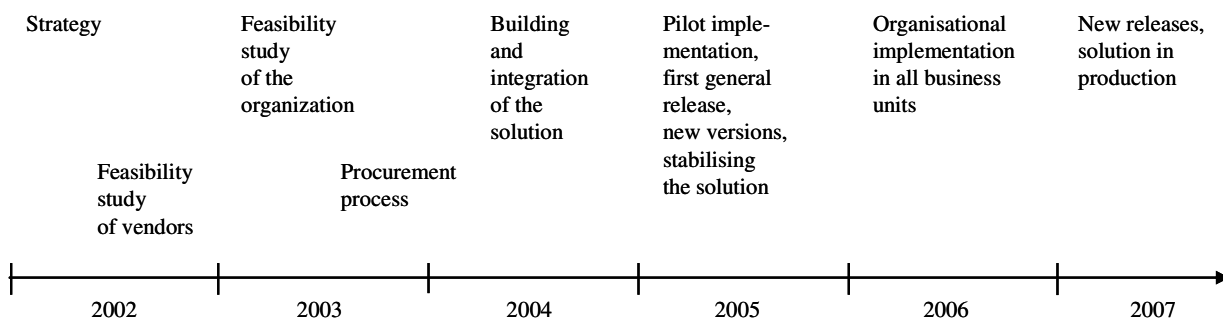 Strategy
Feasibility
study
of the
organization
Building
and
integration
of the
solution
Pilot imple-
mentation,
first general
release,
new versions,
stabilising
the solution
Organisational
implementation
in all business
units
New releases,
solution in
production
Feasibility
study
of vendors
Procurement
process
2002
2003
2004
2005
2006
2007